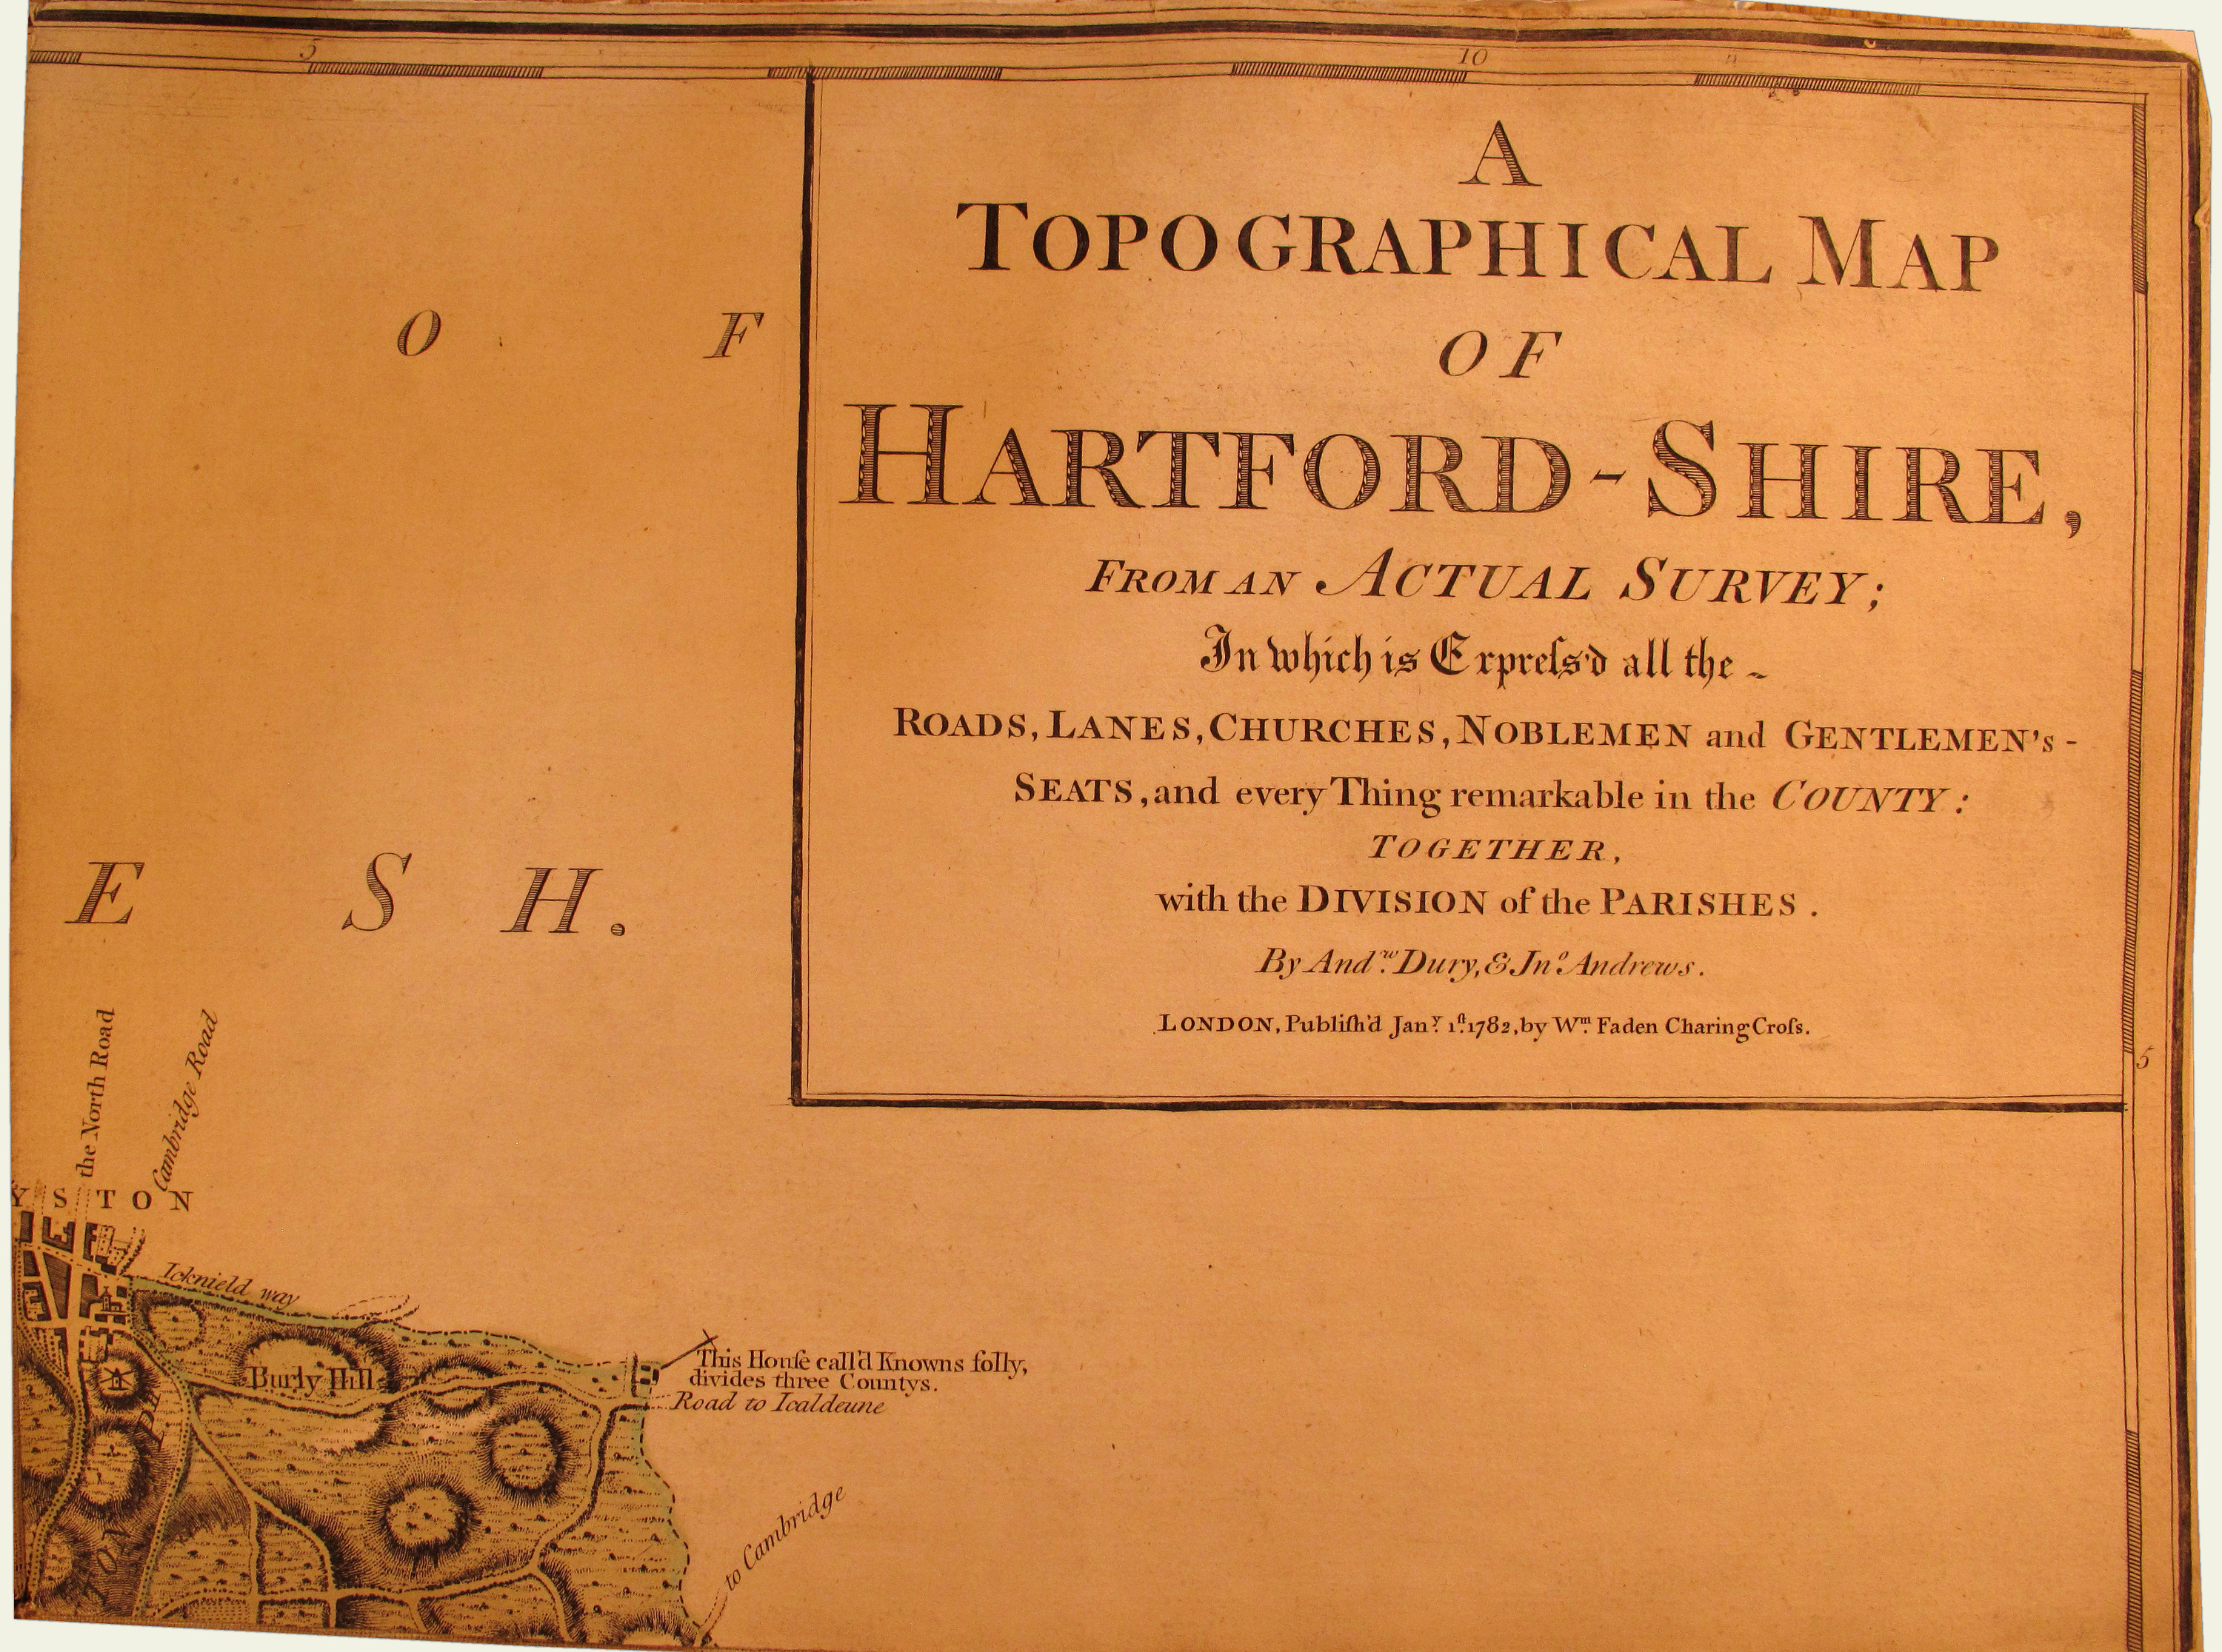 5
10
A
TOPOGRAPHICAL MAP
OF
HARTFORD-SHIRE,
FROM AN ACTUAL SURVEY;
In which is Expreſs'd all the -
ROADS, LANES, CHURCHES, NOBLEMEN and GENTLEMEN's -
SEATS, and every Thing remarkable in the COUNTY:
TOGETHER,
with the DIVISION of the PARISHES.
By Andw. Dury, & Jno. Andrews.
LONDON, Publiſh'd Jany. 1ſt. 1782, by Wm. Faden Charing Croſs.
5
O F
E S H.
the North Road
Cambridge Road
YSTON
Icknield way
Burly Hill
This Houſe call'd Knowns folly,
divides three Countys.
Road to Icaldeune
to Cambridge